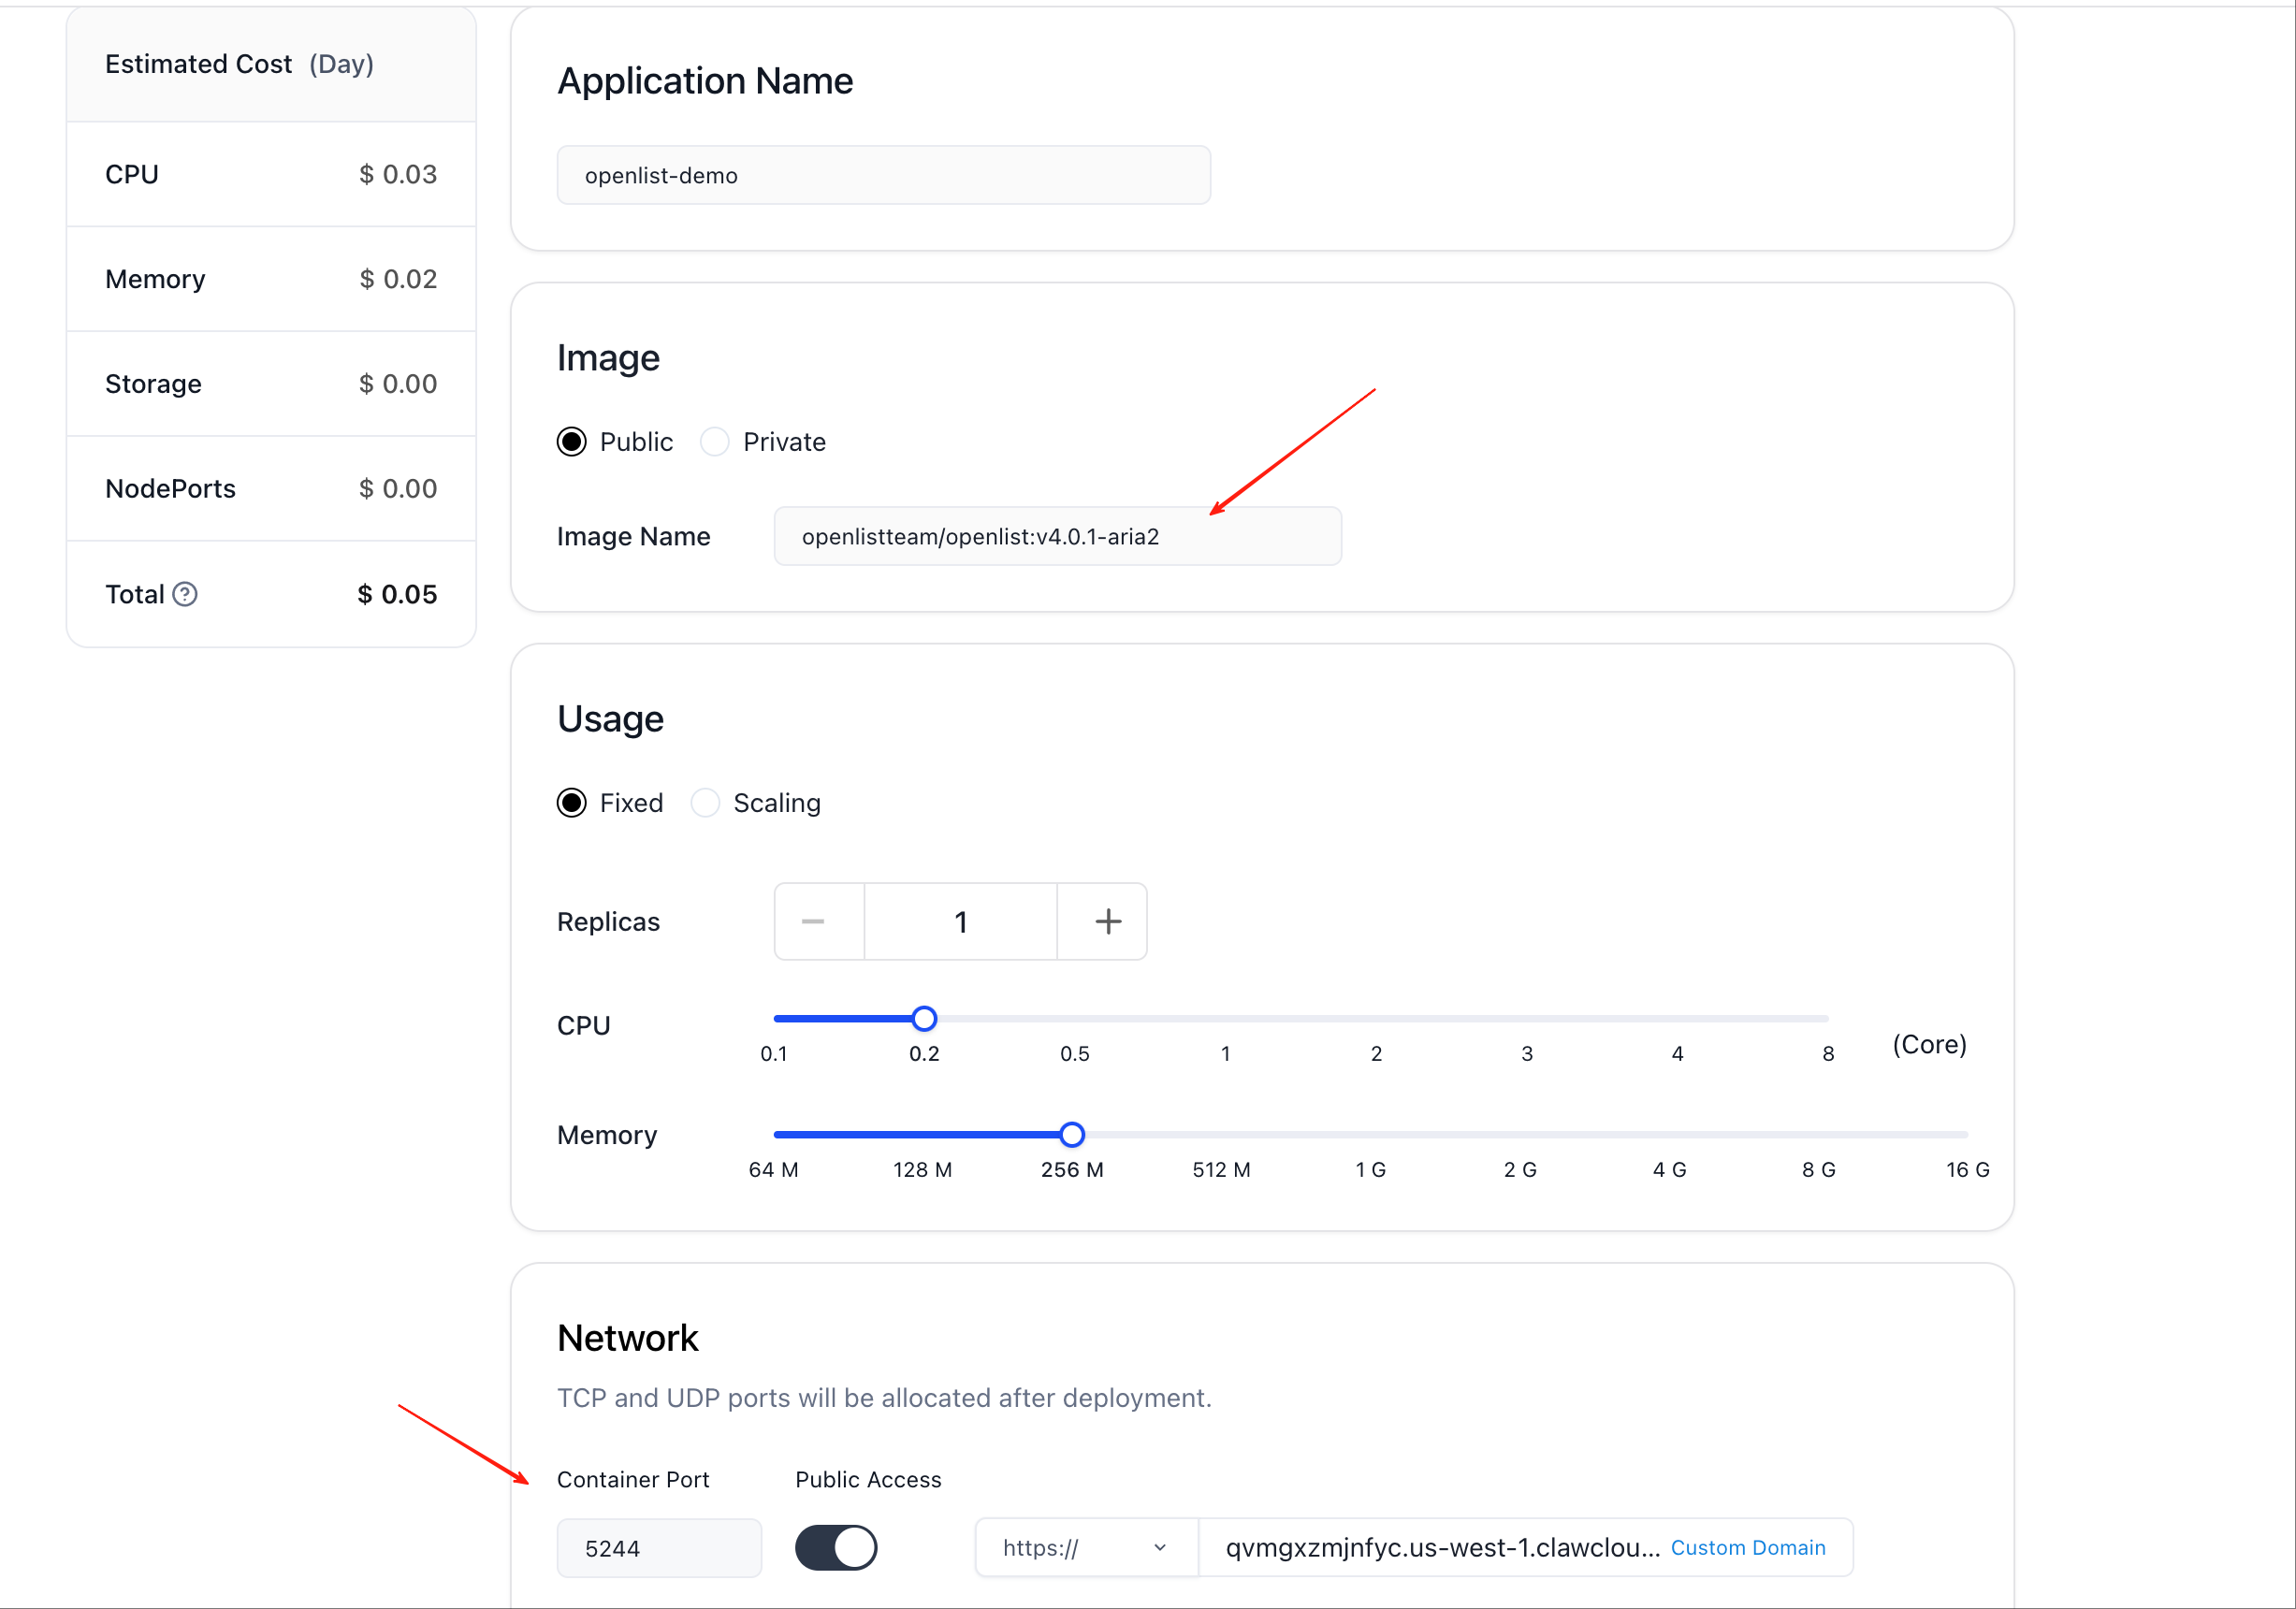 Estimated Cost (Day)
CPU $ 0.03
Memory $ 0.02
Storage $ 0.00
NodePorts $ 0.00
Total $ 0.05
Application Name
openlist-demo
Image
Public Private
Image Name openlistteam/openlist:v4.0.1-aria2
Usage
Fixed Scaling
Replicas 1
CPU
0.1 0.2 0.5 1 2 3 4 8 (Core)
Memory
64 M 128 M 256 M 512 M 1 G 2 G 4 G 8 G 16 G
Network
TCP and UDP ports will be allocated after deployment.
Container Port Public Access
5244 https:// qvmgxzmjnfyc.us-west-1.clawclou... Custom Domain